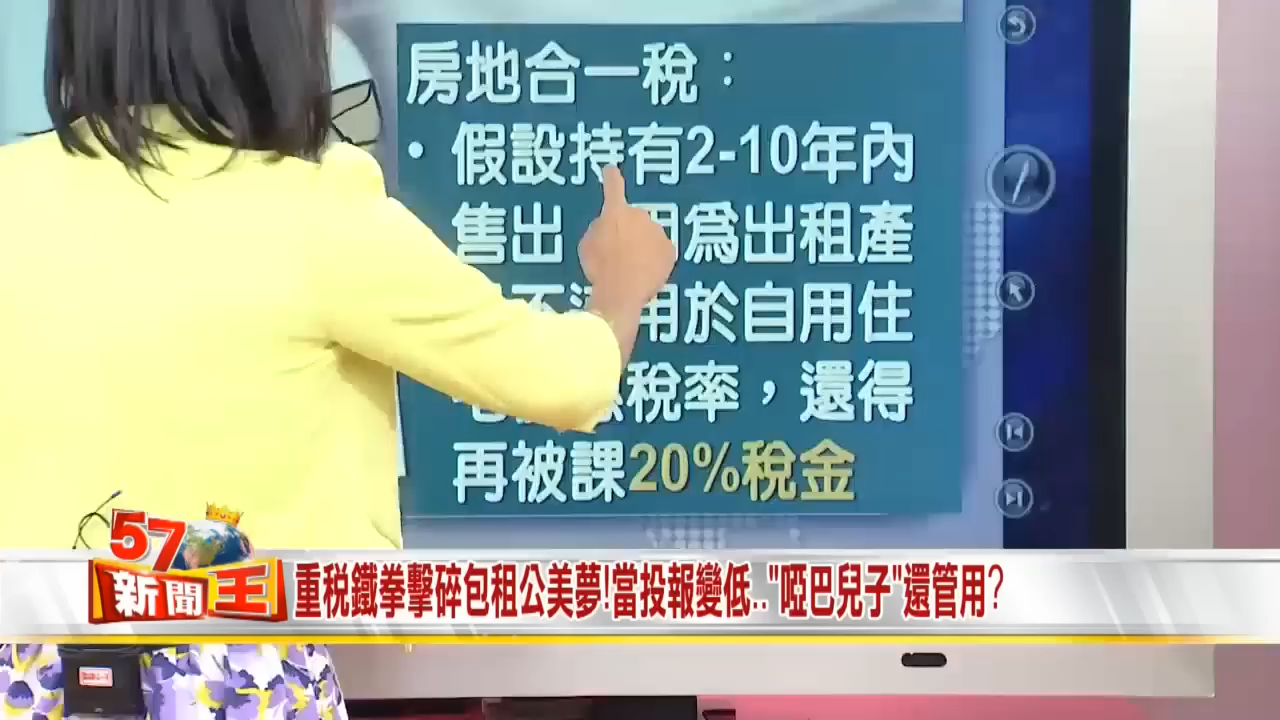 房地合一稅：
· 假設持有2-10年內
售出 為出租產
用於自用住
稅率，還得
再被課20%稅金
57
新聞王
重稅鐵拳擊碎包租公美夢!當投報變低.."啞巴兒子"還管用?